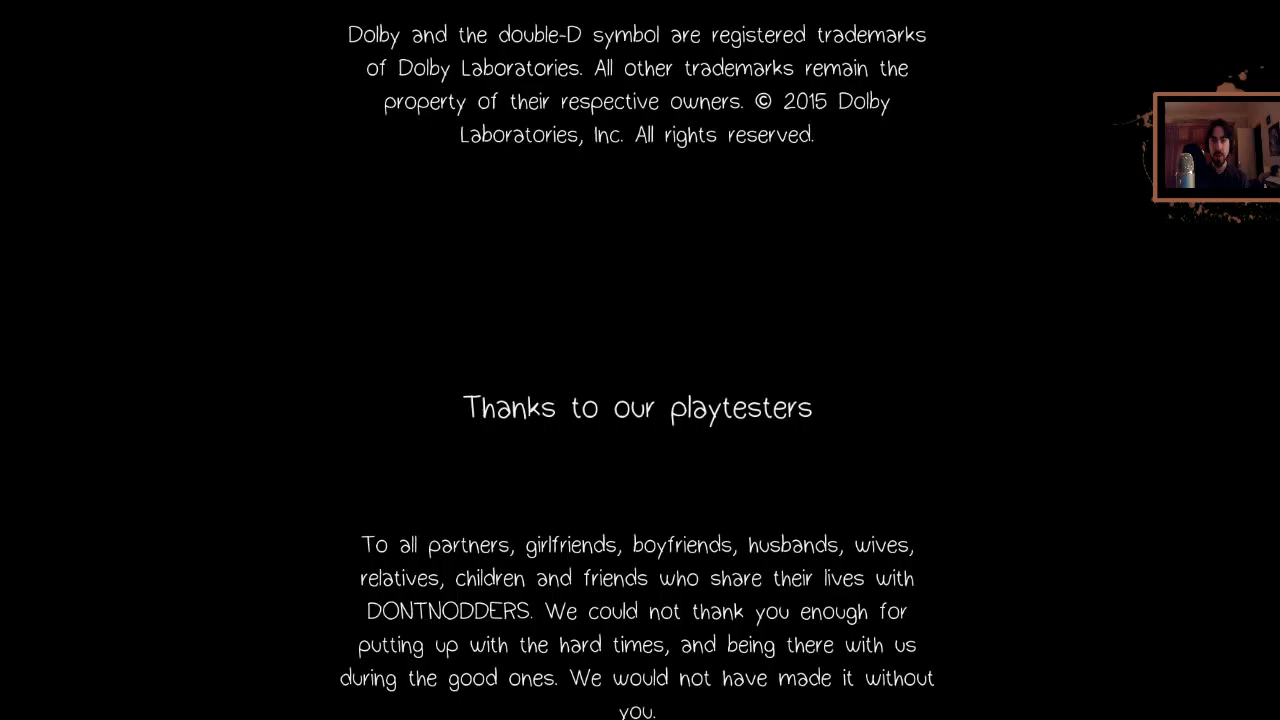 Dolby and the double-D symbol are registered trademarks
of Dolby Laboratories. All other trademarks remain the
property of their respective owners. © 2015 Dolby
Laboratories, Inc. All rights reserved.
Thanks to our playtesters
To all partners, girlfriends, boyfriends, husbands, wives,
relatives, children and friends who share their lives with
DONTNODDERS. We could not thank you enough for
putting up with the hard times, and being there with us
during the good ones. We would not have made it without
you.